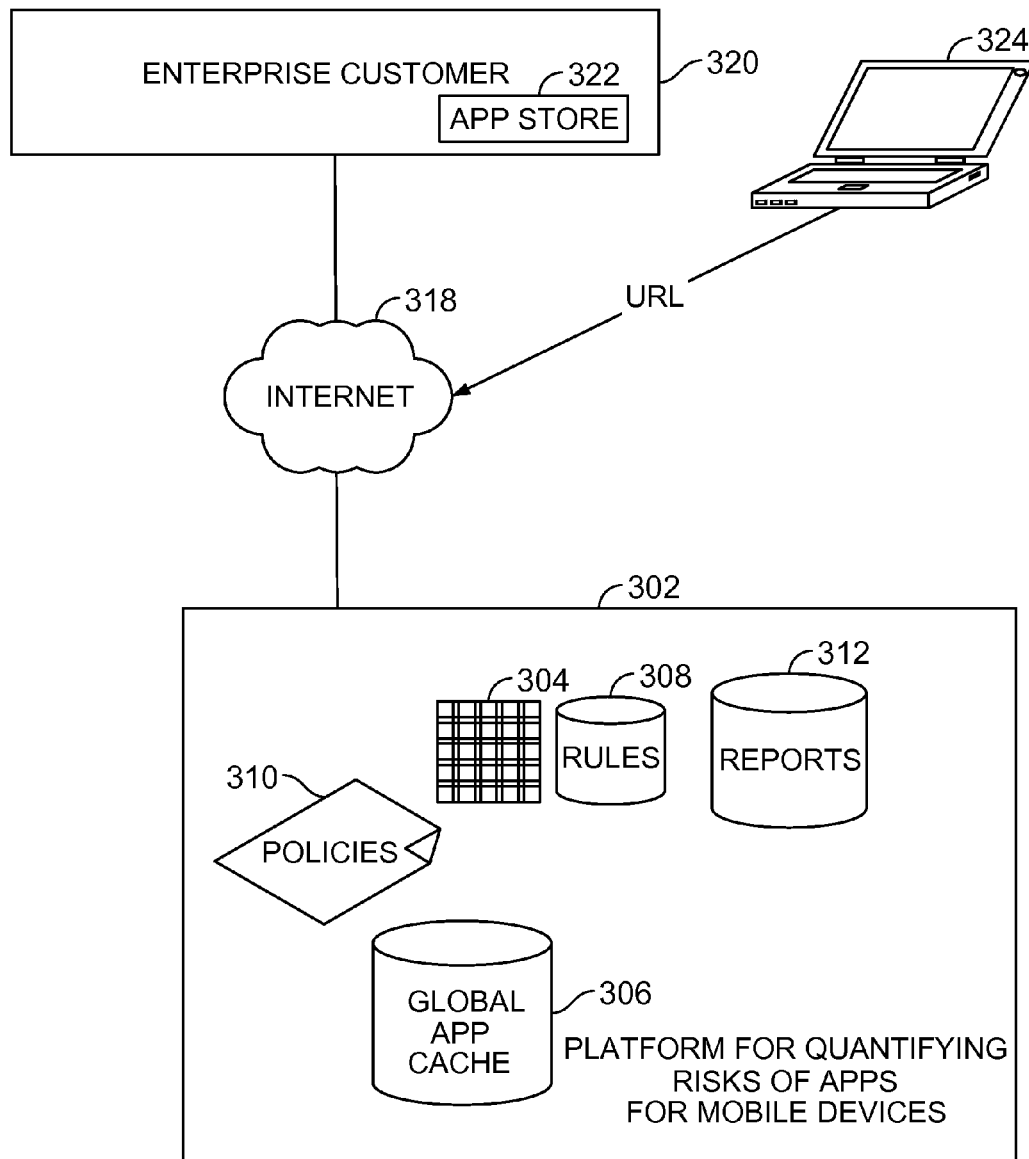 ENTERPRISE CUSTOMER
320
322
APP STORE
324
URL
318
INTERNET
302
304
308
312
RULES
REPORTS
310
POLICIES
306
GLOBAL
APP
CACHE
PLATFORM FOR QUANTIFYING
RISKS OF APPS
FOR MOBILE DEVICES